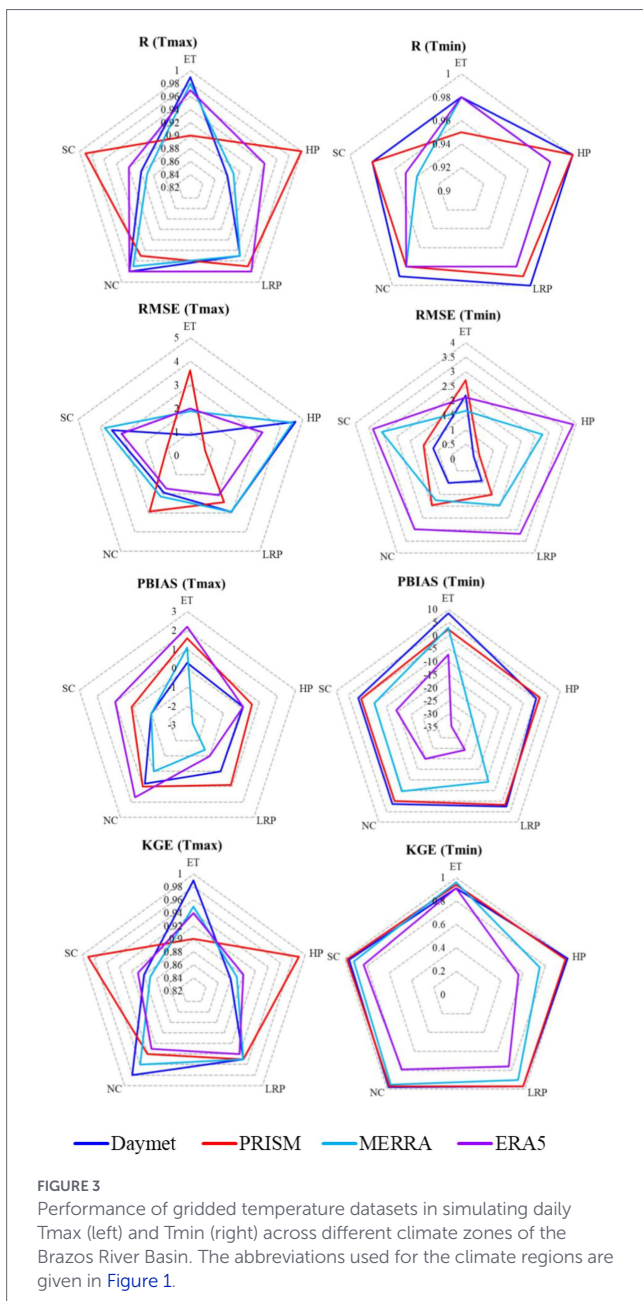 R (Tmax)
ET
1
0.98
0.96
0.94
0.92
0.9
0.88
0.86
0.84
0.82
SC
HP
NC
LRP
R (Tmin)
ET
1
0.98
0.96
0.94
0.92
0.9
SC
HP
NC
LRP
RMSE (Tmax)
ET
5
4
3
2
1
0
SC
HP
NC
LRP
RMSE (Tmin)
ET
4
3.5
3
2.5
2
1.5
1
0.5
0
SC
HP
NC
LRP
PBIAS (Tmax)
ET
3
2
1
0
-1
-2
-3
SC
HP
NC
LRP
PBIAS (Tmin)
ET
10
5
0
-5
-10
-15
-20
-25
-30
-35
SC
HP
NC
LRP
KGE (Tmax)
ET
1
0.98
0.96
0.94
0.92
0.9
0.88
0.86
0.84
0.82
SC
HP
NC
LRP
KGE (Tmin)
ET
1
0.8
0.6
0.4
0.2
0
SC
HP
NC
LRP
Daymet PRISM MERRA ERA5
FIGURE 3
Performance of gridded temperature datasets in simulating daily
Tmax (left) and Tmin (right) across different climate zones of the
Brazos River Basin. The abbreviations used for the climate regions are
given in Figure 1.